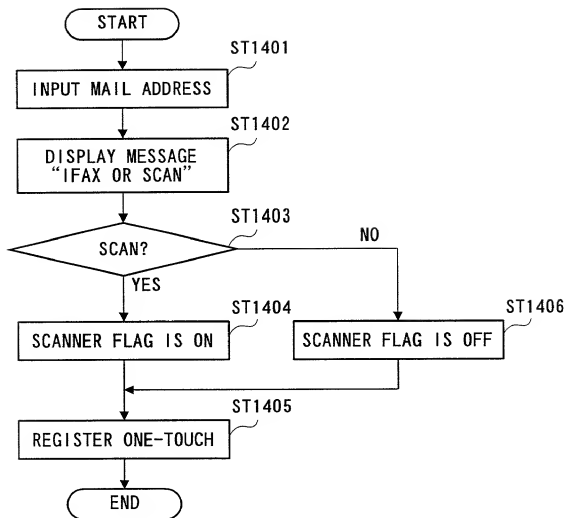 START
ST1401
INPUT MAIL ADDRESS
ST1402
DISPLAY MESSAGE
“IFAX OR SCAN”
ST1403
SCAN?
NO
YES
ST1404
ST1406
SCANNER FLAG IS ON
SCANNER FLAG IS OFF
ST1405
REGISTER ONE-TOUCH
END